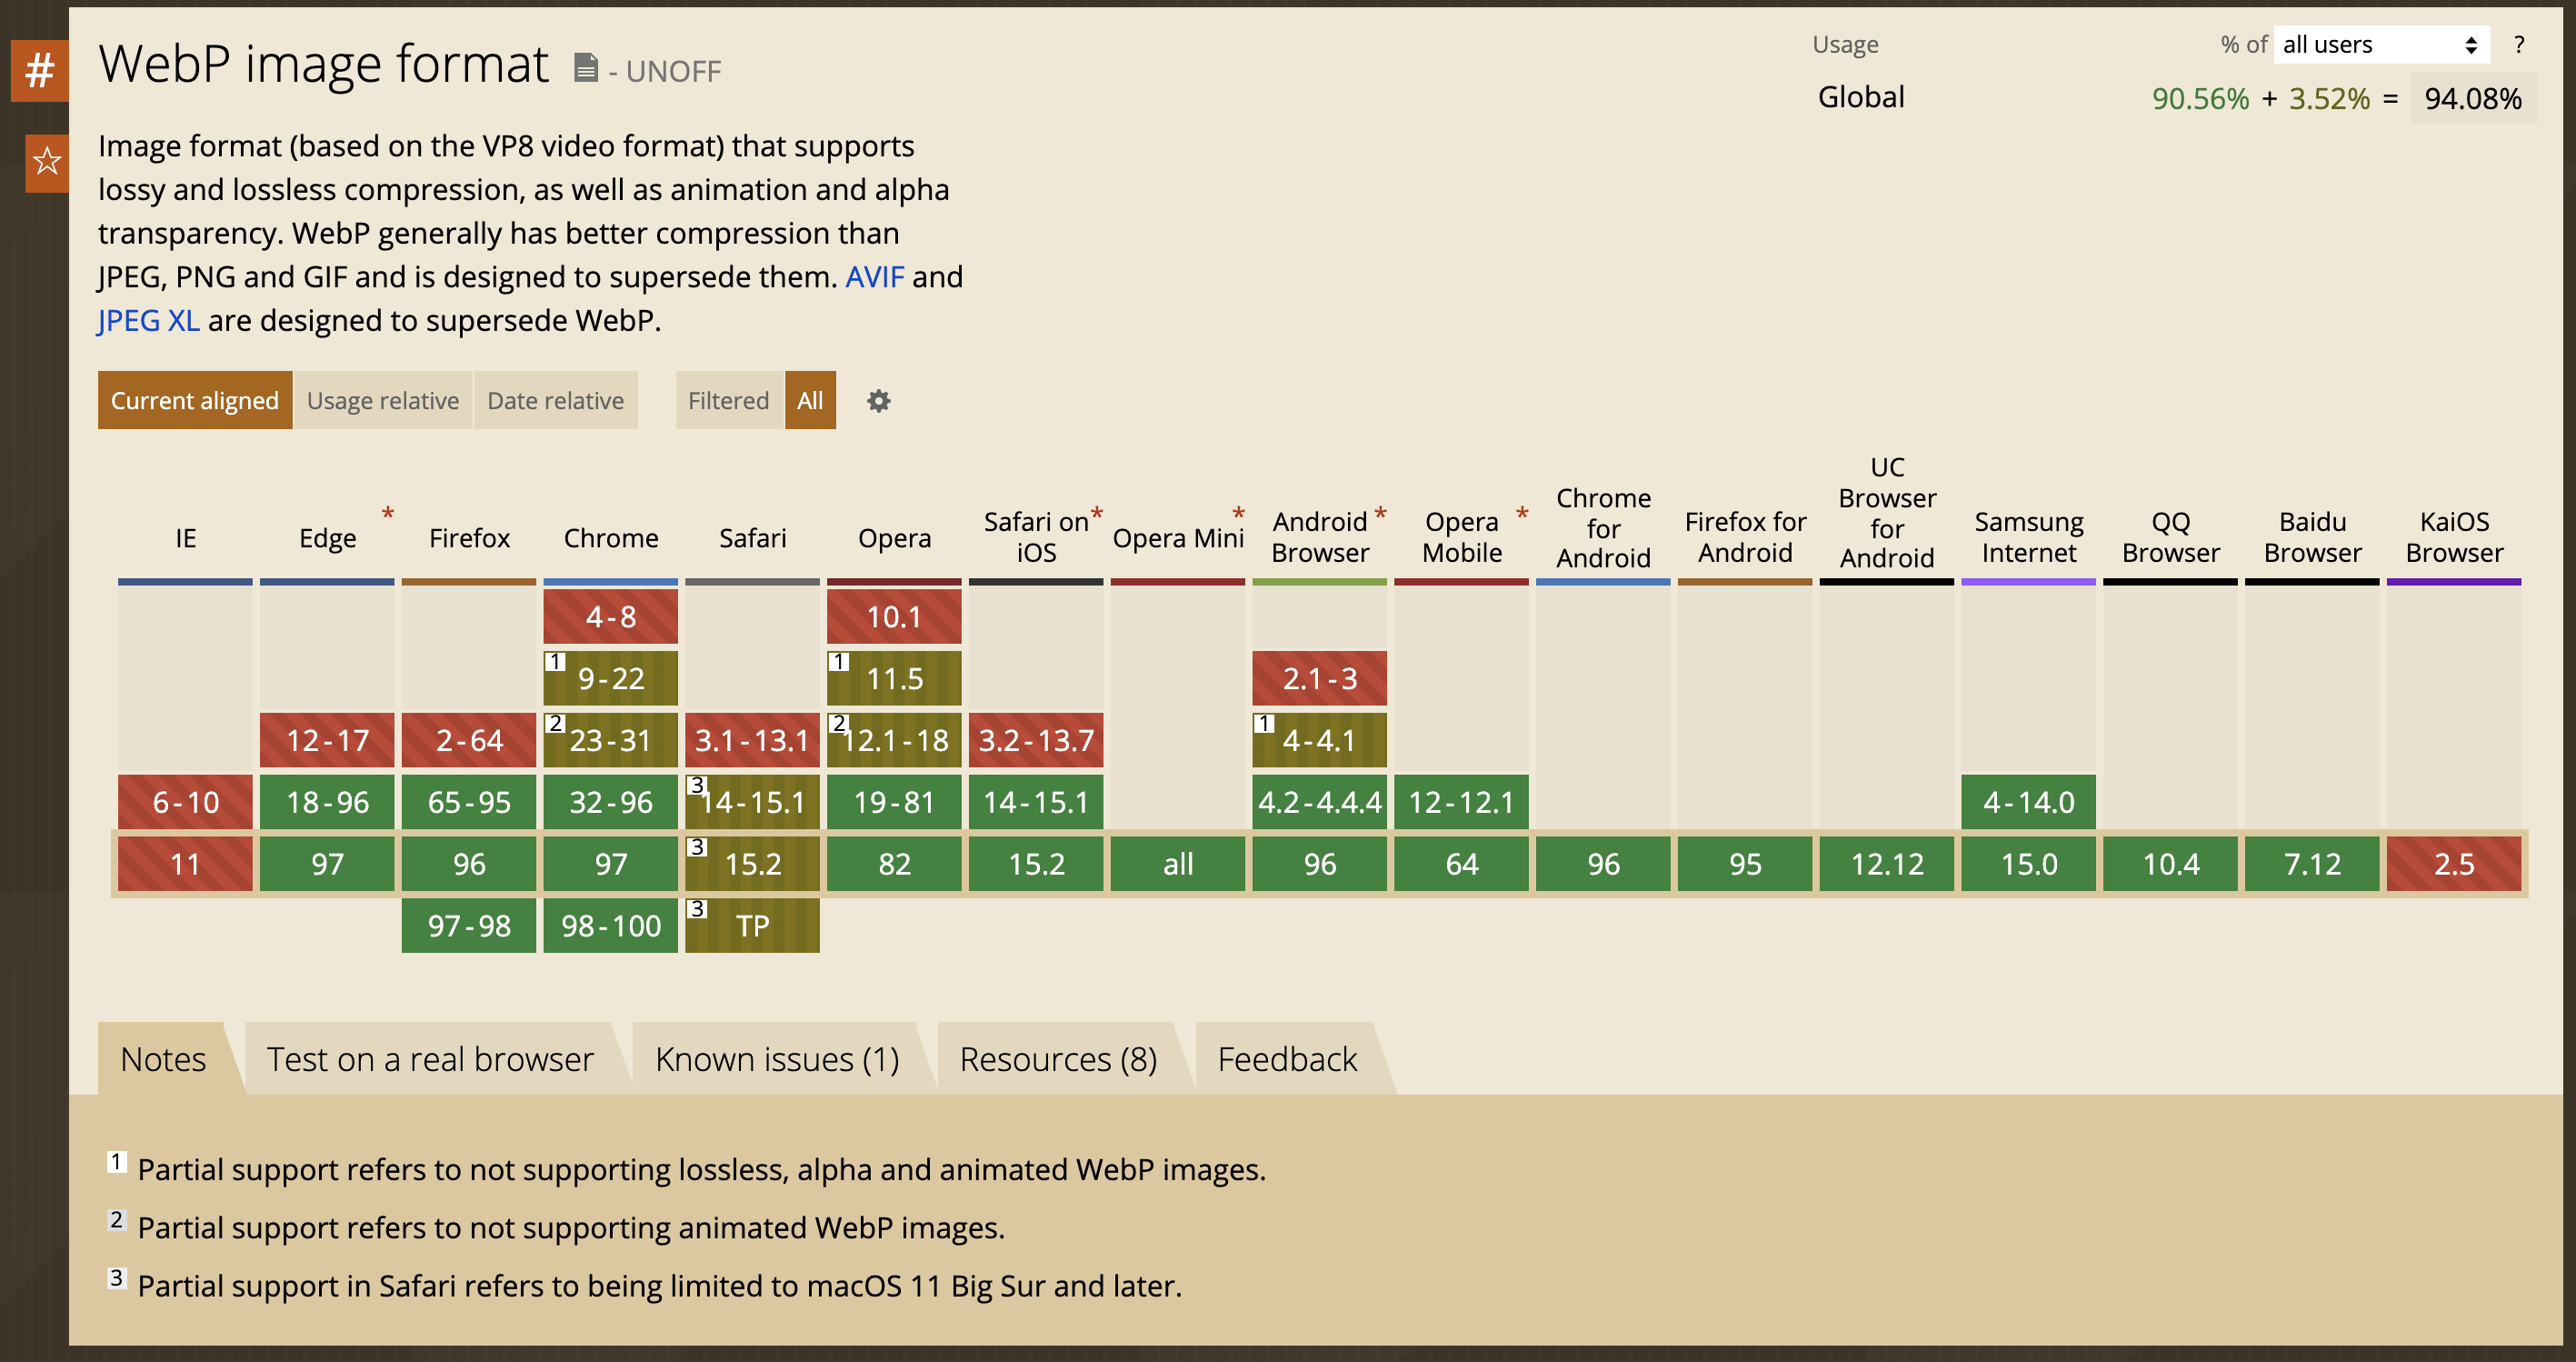 #
WebP image format - UNOFF
Usage % of all users ?
Global 90.56% + 3.52% = 94.08%
☆
Image format (based on the VP8 video format) that supports
lossy and lossless compression, as well as animation and alpha
transparency. WebP generally has better compression than
JPEG, PNG and GIF and is designed to supersede them. AVIF and
JPEG XL are designed to supersede WebP.
Current aligned Usage relative Date relative Filtered All
IE Edge * Firefox Chrome Safari Opera Safari on iOS * Opera Mini * Android Browser * Opera Mobile * Chrome for Android Firefox for Android UC Browser for Android Samsung Internet QQ Browser Baidu Browser KaiOS Browser
4-8 10.1
1 9-22 1 11.5 2.1-3
12-17 2-64 2 23-31 3.1-13.1 2 12.1-18 3.2-13.7 1 4-4.1
6-10 18-96 65-95 32-96 3 14-15.1 19-81 14-15.1 4.2-4.4.4 12-12.1 4-14.0
11 97 96 97 3 15.2 82 15.2 all 96 64 96 95 12.12 15.0 10.4 7.12 2.5
97-98 98-100 3 TP
Notes Test on a real browser Known issues (1) Resources (8) Feedback
1 Partial support refers to not supporting lossless, alpha and animated WebP images.
2 Partial support refers to not supporting animated WebP images.
3 Partial support in Safari refers to being limited to macOS 11 Big Sur and later.